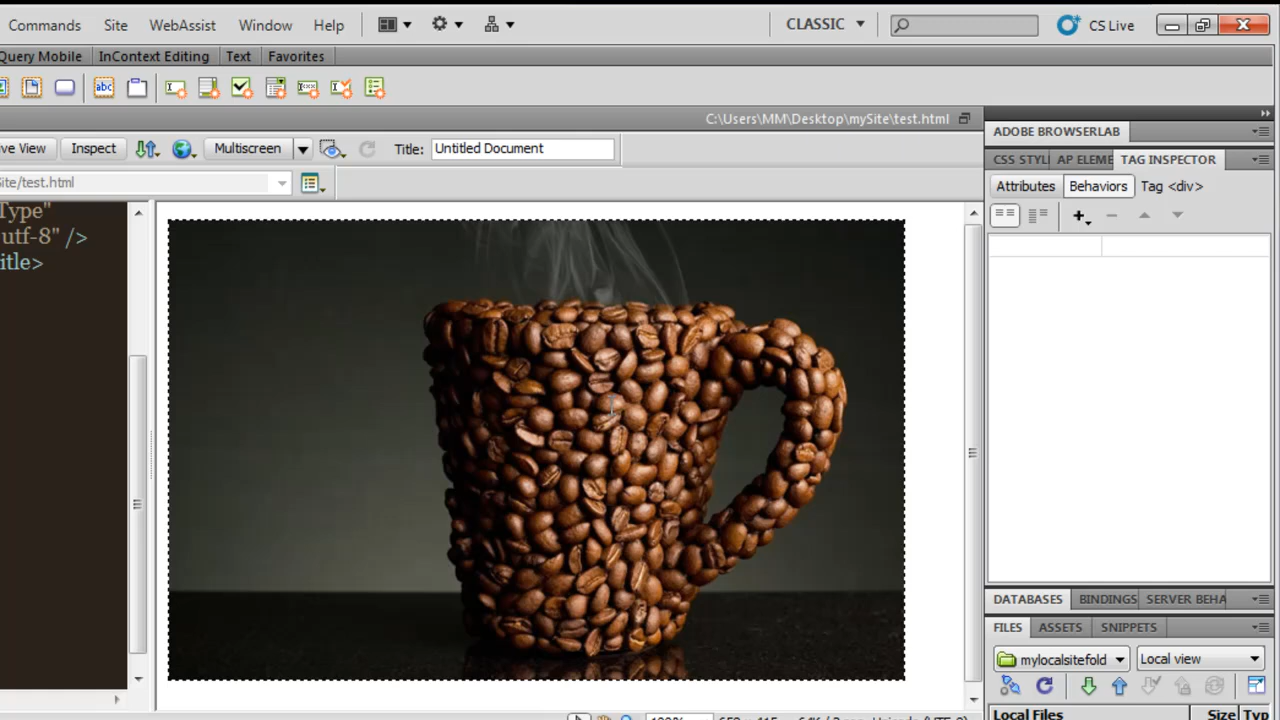 Commands Site WebAssist Window Help CLASSIC CS Live
Query Mobile InContext Editing Text Favorites
abc
C:\Users\MM\Desktop\mySite\test.html
ADOBE BROWSERLAB
ve View Inspect Multiscreen Title: Untitled Document
CSS STYL AP ELEME TAG INSPECTOR
ite/test.html
Attributes Behaviors Tag <div>
Type"
utf-8" />
itle>
DATABASES BINDINGS SERVER BEHA
FILES ASSETS SNIPPETS
mylocalsitefold Local view
Local Files Size Typ